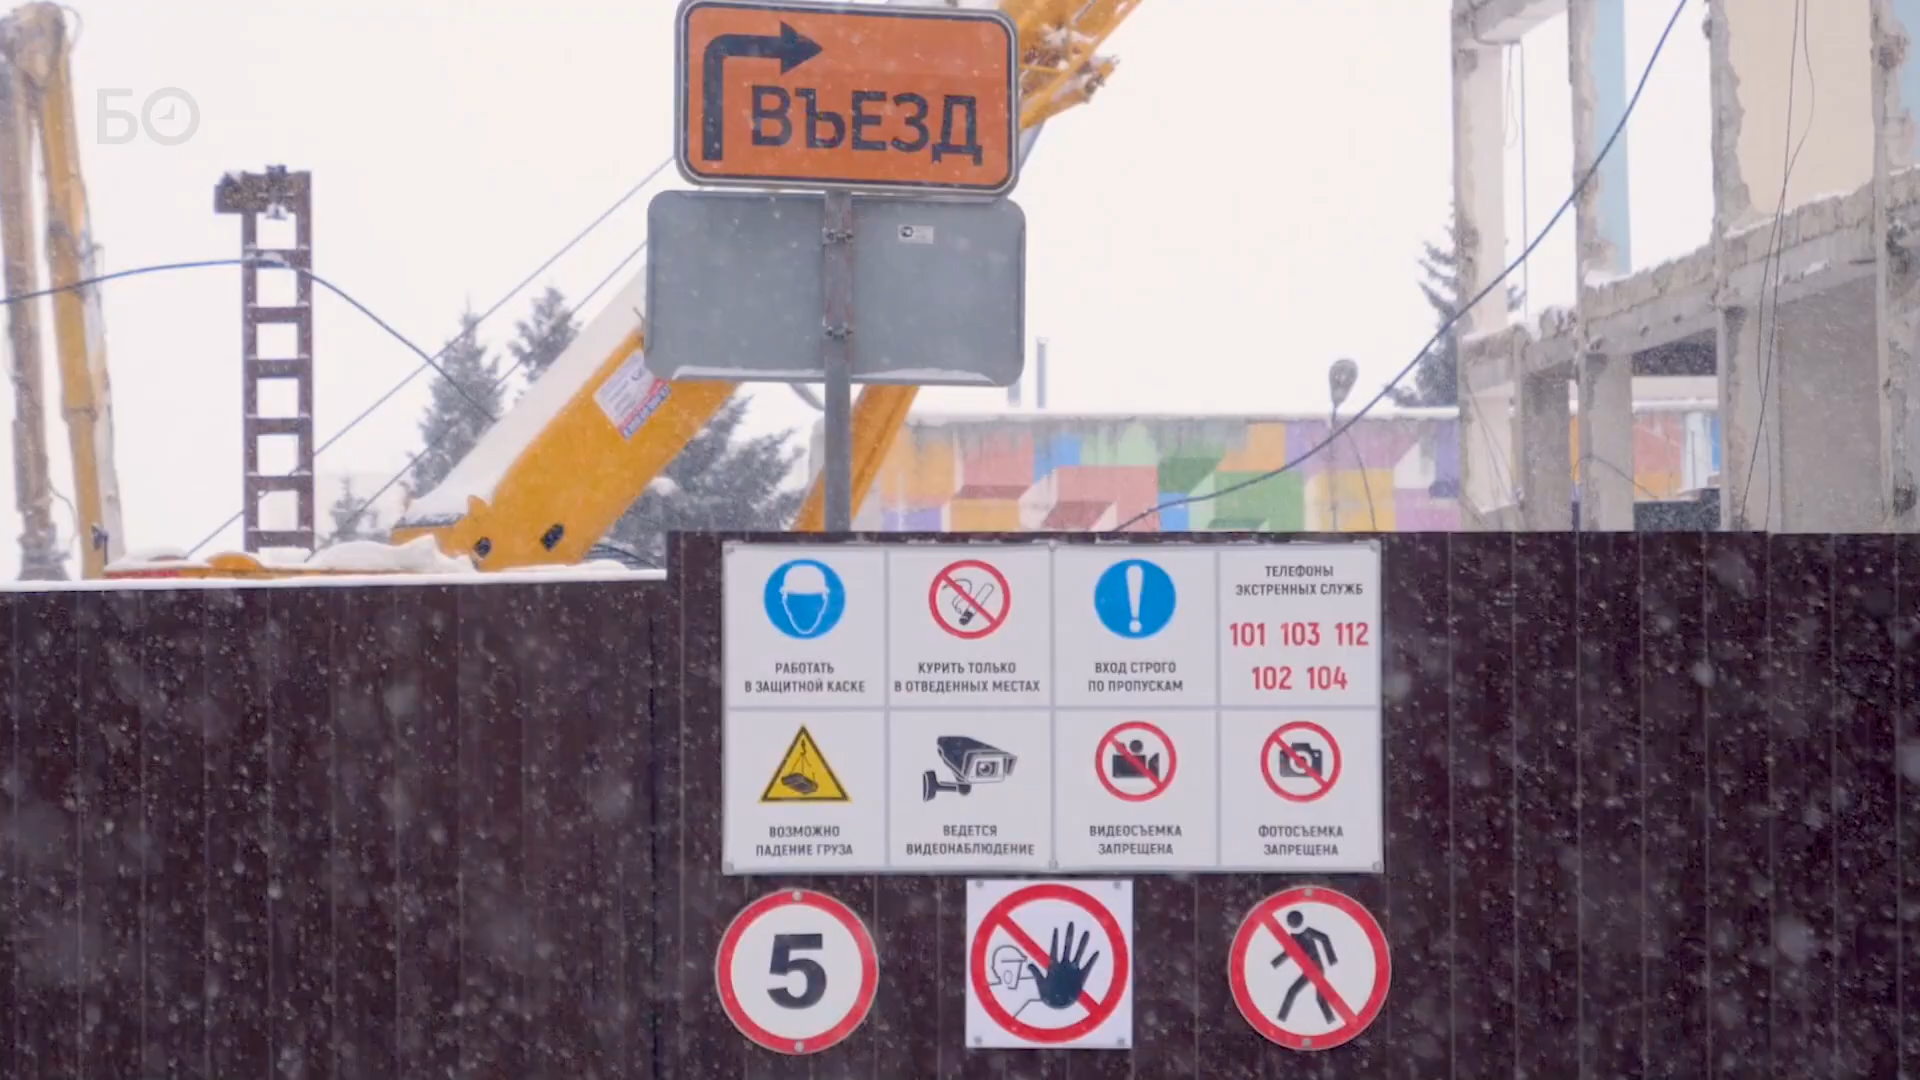 БО
ВЪЕЗД
РАБОТАТЬ
В ЗАЩИТНОЙ КАСКЕ
КУРИТЬ ТОЛЬКО
В ОТВЕДЕННЫХ МЕСТАХ
ВХОД СТРОГО
ПО ПРОПУСКАМ
ТЕЛЕФОНЫ
ЭКСТРЕННЫХ СЛУЖБ
101 103 112
102 104
ВОЗМОЖНО
ПАДЕНИЕ ГРУЗА
ВЕДЕТСЯ
ВИДЕОНАБЛЮДЕНИЕ
ВИДЕОСЪЕМКА
ЗАПРЕЩЕНА
ФОТОСЪЕМКА
ЗАПРЕЩЕНА
5